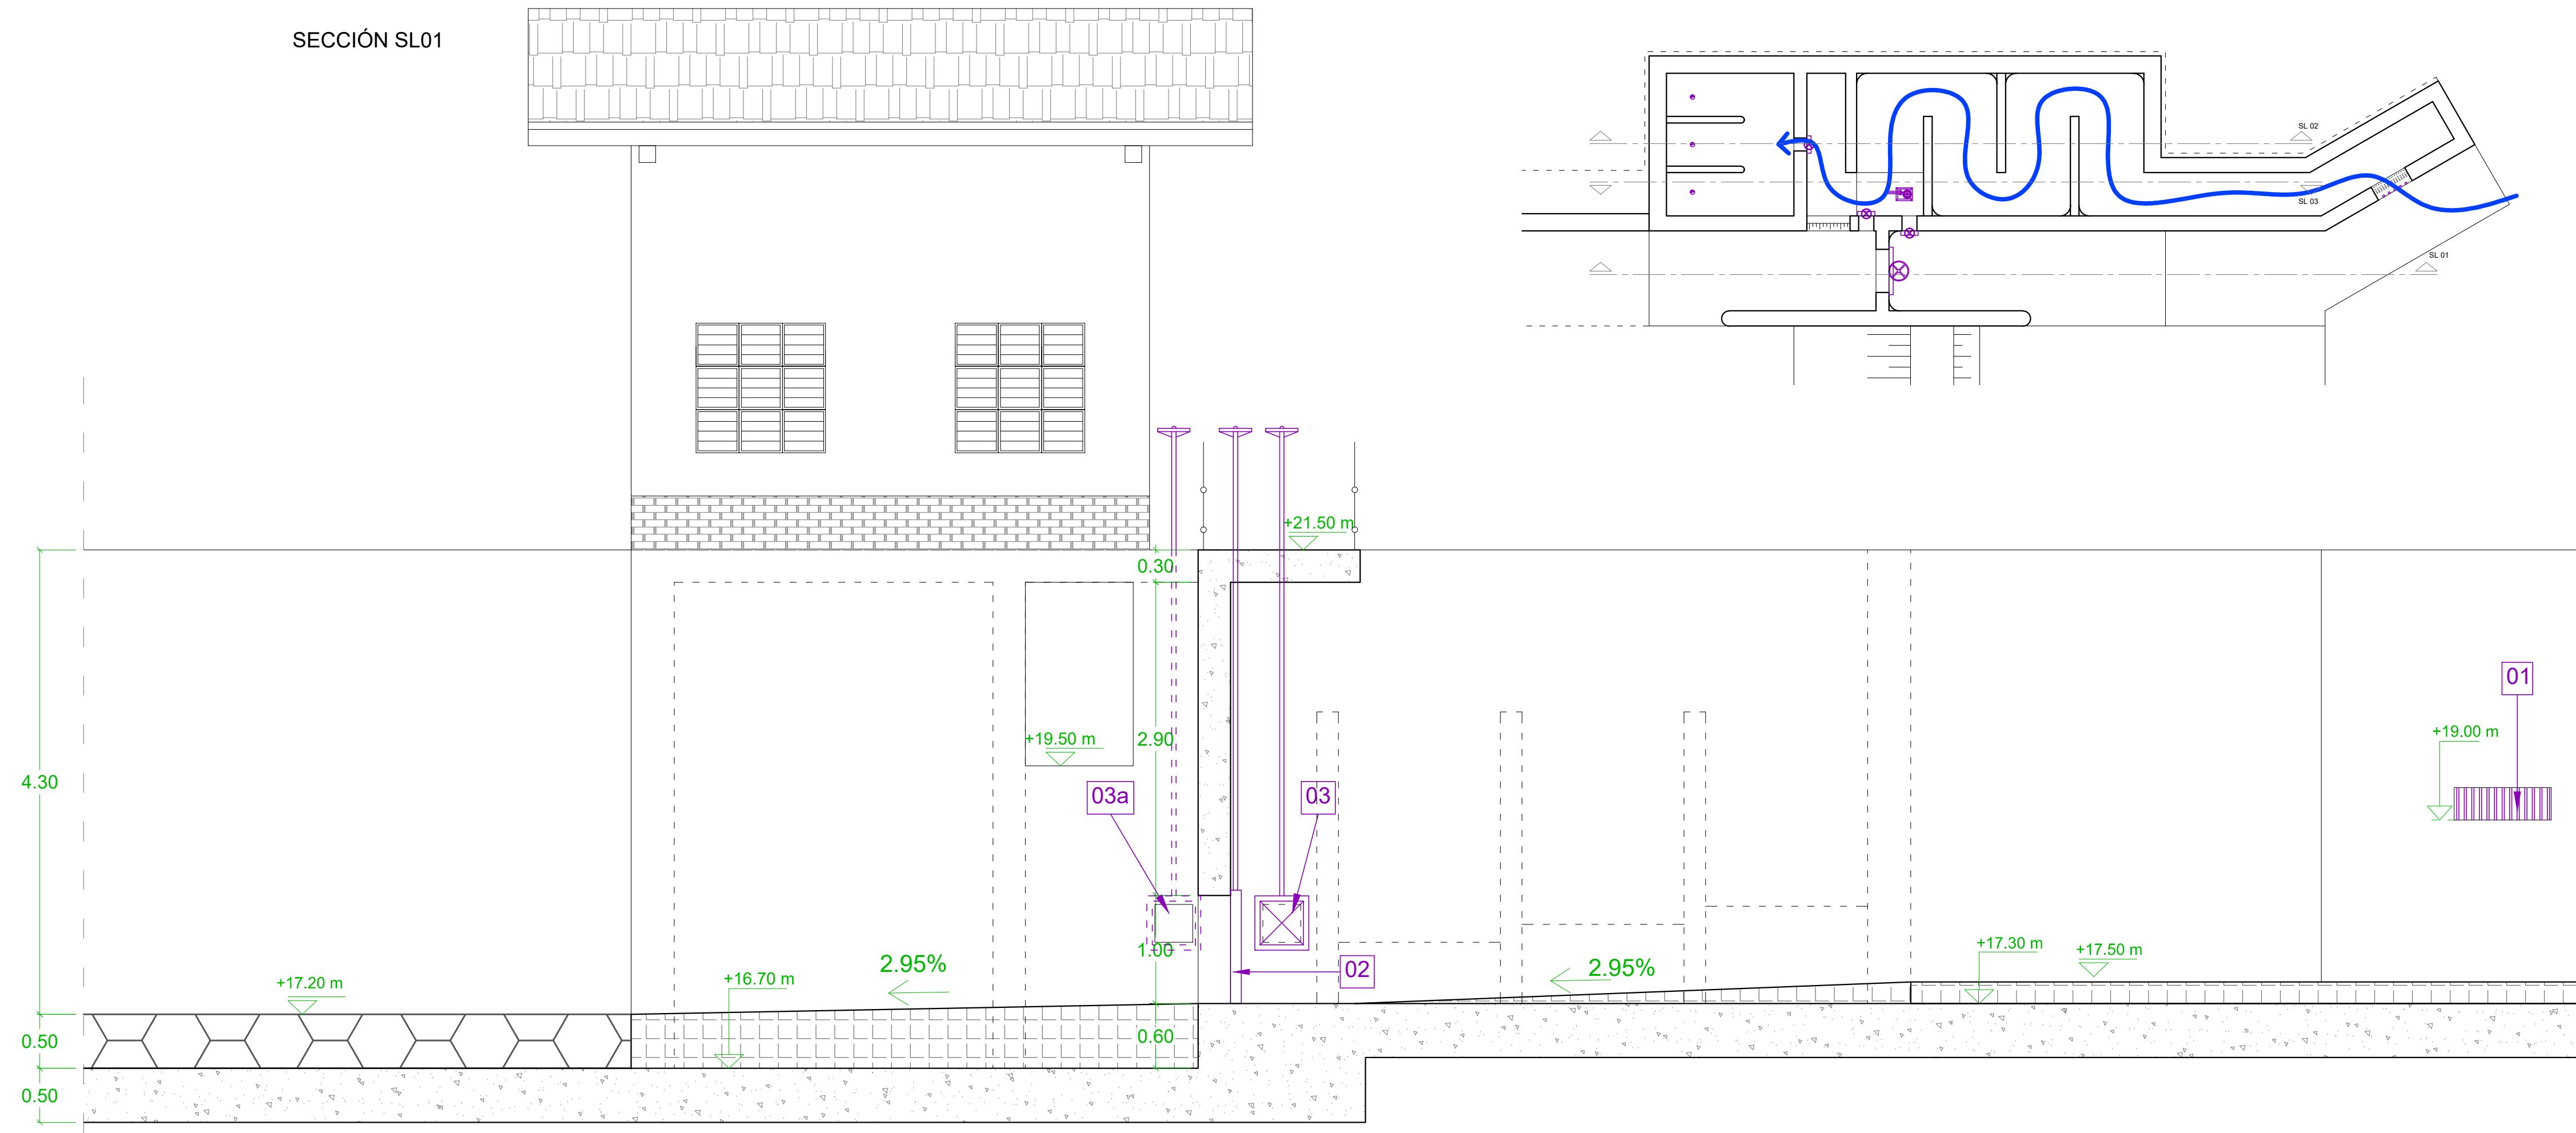 SECCIÓN SL01
SL 02
SL 03
SL 01
+21.50 m
0.30
01
+19.00 m
+19.50 m
2.90
4.30
03a
03
1.00
+17.30 m
+17.50 m
2.95%
2.95%
02
+16.70 m
+17.20 m
0.50
0.60
0.50